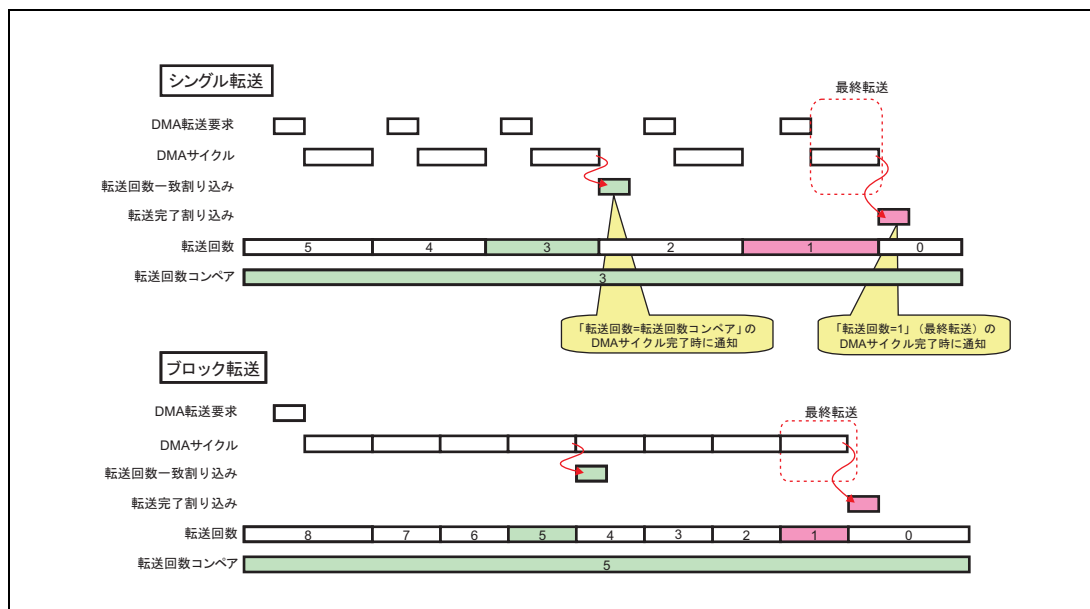 シングル転送
最終転送
DMA転送要求
DMAサイクル
転送回数一致割り込み
転送完了割り込み
転送回数 5 4 3 2 1 0
転送回数コンペア 3
「転送回数=転送回数コンペア」の
DMAサイクル完了時に通知
「転送回数=1」（最終転送）の
DMAサイクル完了時に通知
ブロック転送
DMA転送要求
最終転送
DMAサイクル
転送回数一致割り込み
転送完了割り込み
転送回数 8 7 6 5 4 3 2 1 0
転送回数コンペア 5